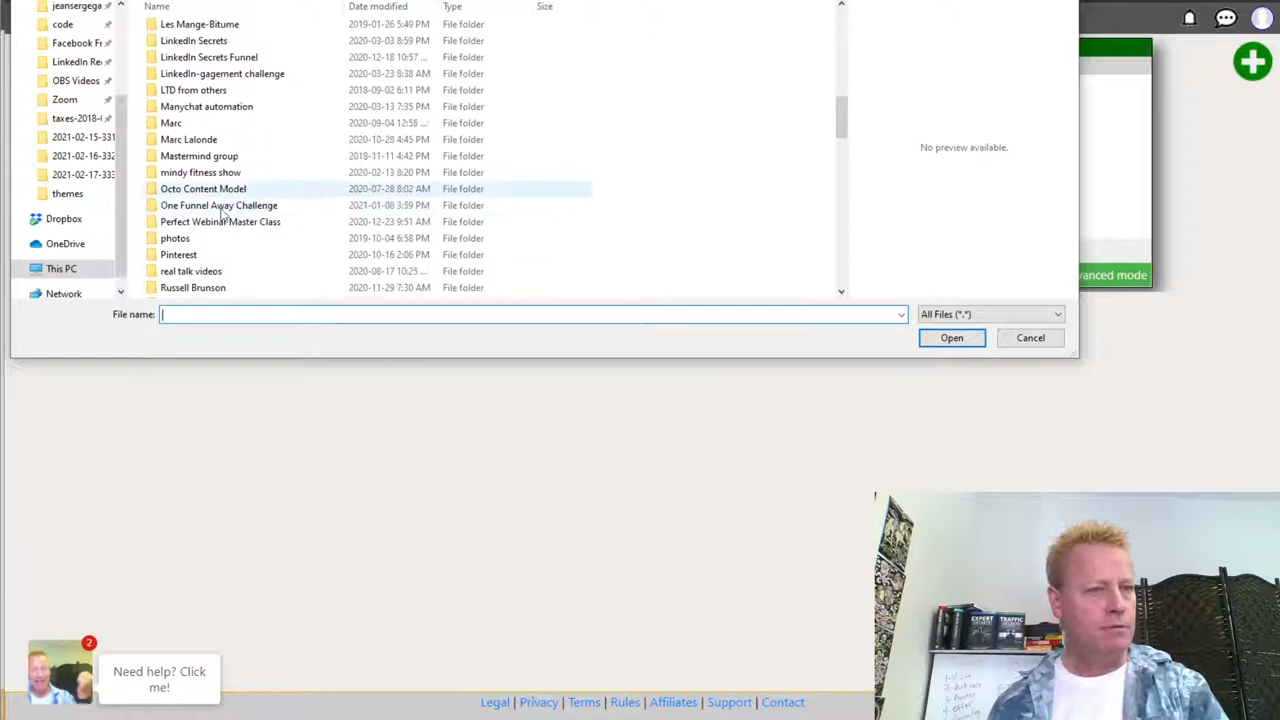 jeansergega
code
Facebook Fr
LinkedIn Re
OBS Videos
Zoom
taxes-2018-
2021-02-15-331
2021-02-16-332
2021-02-17-333
themes
Dropbox
OneDrive
This PC
Network
Name Date modified Type Size
Les Mange-Bitume 2019-01-26 5:49 PM File folder
LinkedIn Secrets 2020-03-03 8:59 PM File folder
LinkedIn Secrets Funnel 2020-12-18 10:57 ... File folder
LinkedIn-gagement challenge 2020-03-23 8:38 AM File folder
LTD from others 2018-09-02 6:11 PM File folder
Manychat automation 2020-03-13 7:35 PM File folder
Marc 2020-09-04 12:58 ... File folder
Marc Lalonde 2020-10-28 4:45 PM File folder
Mastermind group 2018-11-11 4:42 PM File folder
mindy fitness show 2020-02-13 8:20 PM File folder
Octo Content Model 2020-07-28 8:02 AM File folder
One Funnel Away Challenge 2021-01-08 3:59 PM File folder
Perfect Webinar Master Class 2020-12-23 9:51 AM File folder
photos 2019-10-04 6:58 PM File folder
Pinterest 2020-10-16 2:06 PM File folder
real talk videos 2020-08-17 10:25 ... File folder
Russell Brunson 2020-11-29 7:30 AM File folder
No preview available.
File name: All Files (*.*)
Open Cancel
vanced mode
EXPERT
SECRETS
TRAFFIC
SECRETS
2
Need help? Click
me!
Legal | Privacy | Terms | Rules | Affiliates | Support | Contact